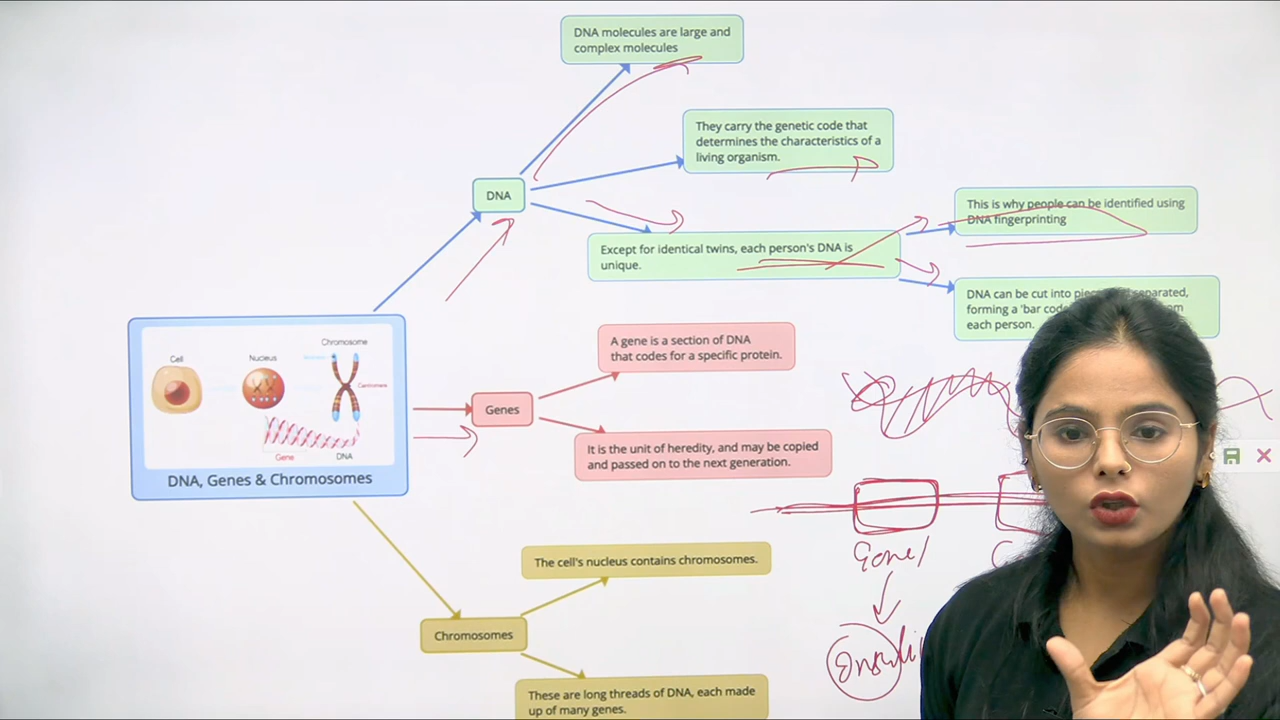 DNA molecules are large and
complex molecules
They carry the genetic code that
determines the characteristics of a
living organism.
DNA
This is why people can be identified using
DNA fingerprinting
Except for identical twins, each person's DNA is
unique.
DNA can be cut into separated,
forming a 'bar
each person.
Cell
Nucleus
Chromosome
Centromere
Gene
DNA
DNA, Genes & Chromosomes
A gene is a section of DNA
that codes for a specific protein.
Genes
It is the unit of heredity, and may be copied
and passed on to the next generation.
The cell's nucleus contains chromosomes.
Chromosomes
These are long threads of DNA, each made
up of many genes.